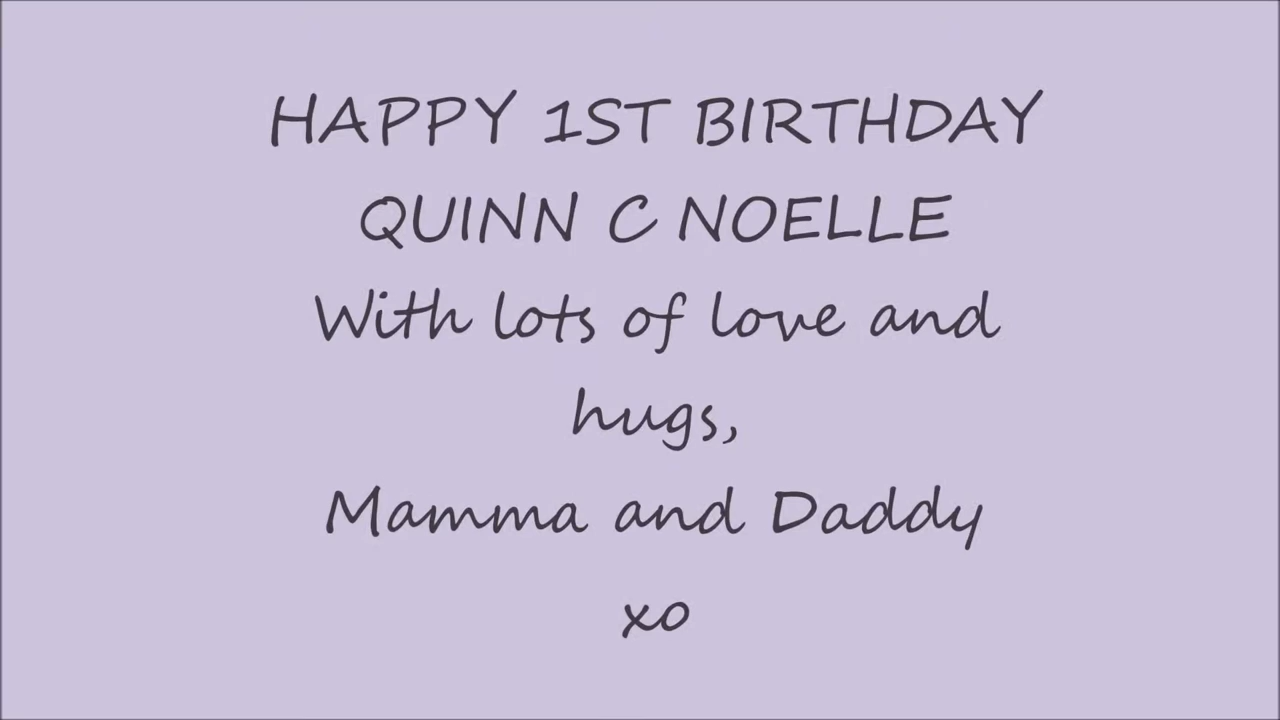 HAPPY 1ST BIRTHDAY
QUINN C NOELLE
With lots of love and
hugs,
Mamma and Daddy
xo